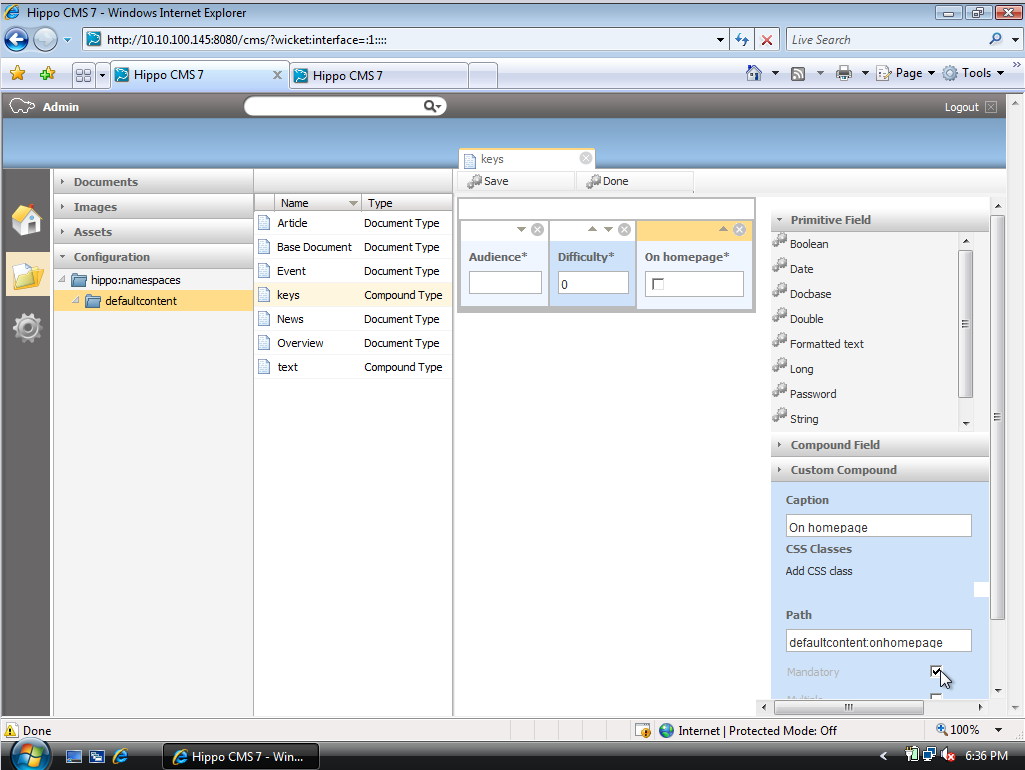 Hippo CMS 7 - Windows Internet Explorer
http://10.10.100.145:8080/cms/?wicket:interface=:1::::
Live Search
Hippo CMS 7
Hippo CMS 7
Page
Tools
Admin
Logout
keys
Save
Done
Documents
Images
Assets
Configuration
hippo:namespaces
defaultcontent
Name
Type
Article
Document Type
Base Document
Document Type
Event
Document Type
keys
Compound Type
News
Document Type
Overview
Document Type
text
Compound Type
Audience*
Difficulty*
0
On homepage*
Primitive Field
Boolean
Date
Docbase
Double
Formatted text
Long
Password
String
Compound Field
Custom Compound
Caption
On homepage
CSS Classes
Add CSS class
Path
defaultcontent:onhomepage
Mandatory
Done
Internet | Protected Mode: Off
100%
Hippo CMS 7 - Win...
6:36 PM